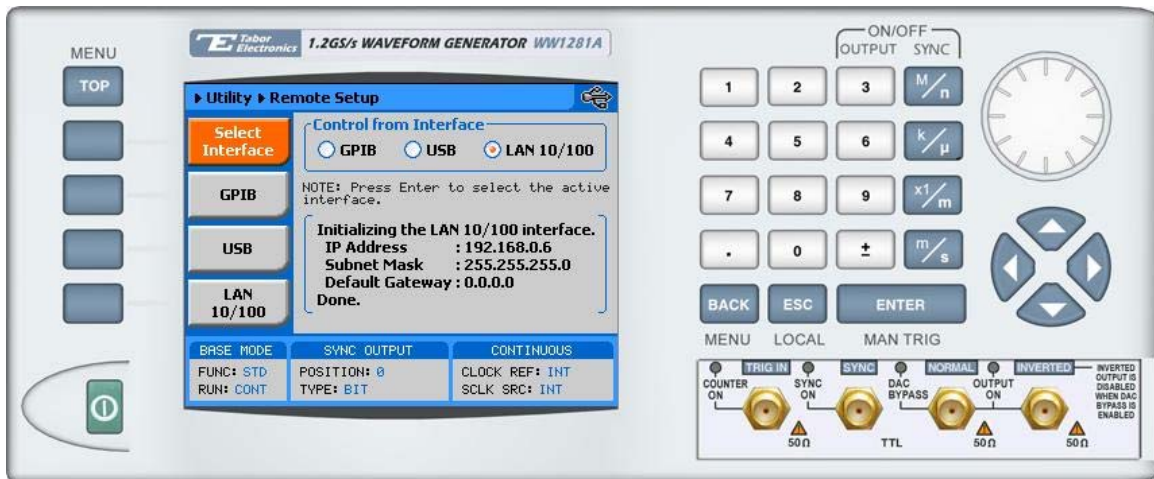 MENU
TOP
Tabor Electronics 1.2GS/s WAVEFORM GENERATOR WW1281A
Utility Remote Setup
Select Interface
GPIB
USB
LAN 10/100
Control from Interface
GPIB USB LAN 10/100
NOTE: Press Enter to select the active
interface.
Initializing the LAN 10/100 interface.
IP Address : 192.168.0.6
Subnet Mask : 255.255.255.0
Default Gateway : 0.0.0.0
Done.
BASE MODE SYNC OUTPUT CONTINUOUS
FUNC: STD POSITION: 0 CLOCK REF: INT
RUN: CONT TYPE: BIT SCLK SRC: INT
ON/OFF
OUTPUT SYNC
1 2 3 M/n
4 5 6 k/µ
7 8 9 x1/m
. 0 ± m/s
BACK ESC ENTER
MENU LOCAL MAN TRIG
TRIG IN SYNC NORMAL INVERTED
COUNTER ON
SYNC ON
DAC BYPASS
OUTPUT ON
INVERTED
OUTPUT IS
DISABLED
WHEN DAC
BYPASS IS
ENABLED
50Ω TTL 50Ω 50Ω